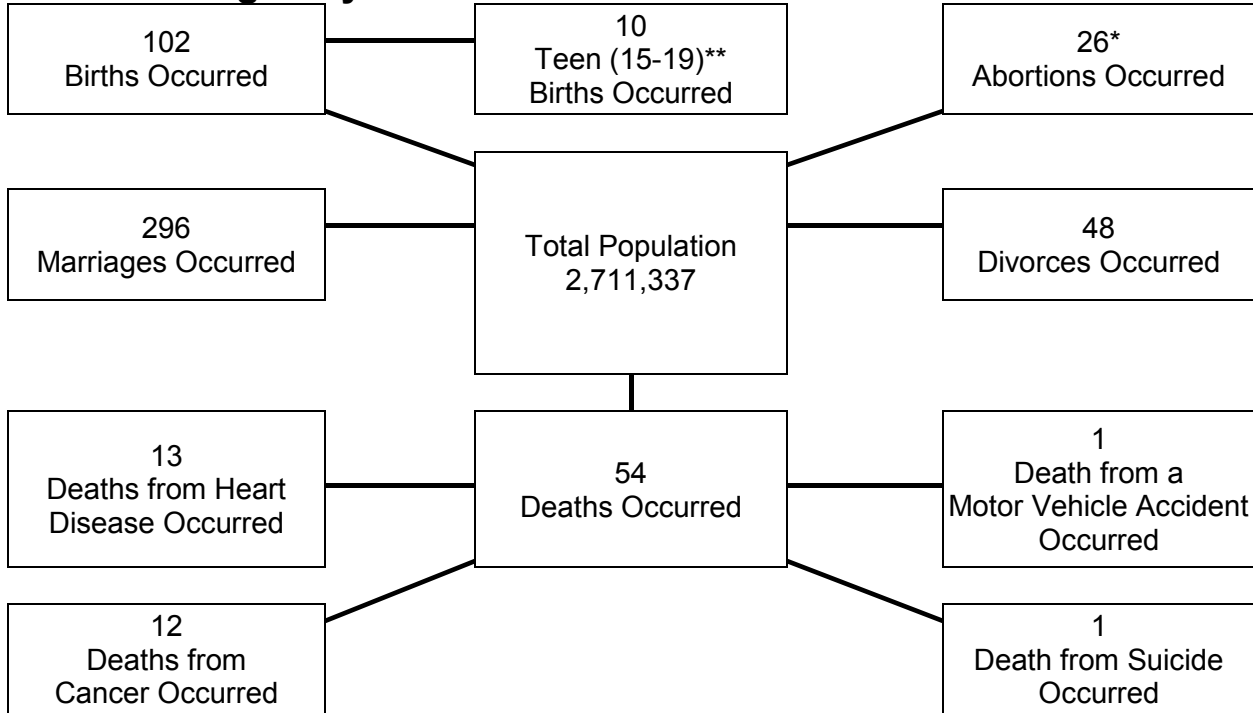 102
Births Occurred
10
Teen (15-19)**
Births Occurred
26*
Abortions Occurred
296
Marriages Occurred
Total Population
2,711,337
48
Divorces Occurred
13
Deaths from Heart
Disease Occurred
54
Deaths Occurred
1
Death from a
Motor Vehicle Accident
Occurred
12
Deaths from
Cancer Occurred
1
Death from Suicide
Occurred